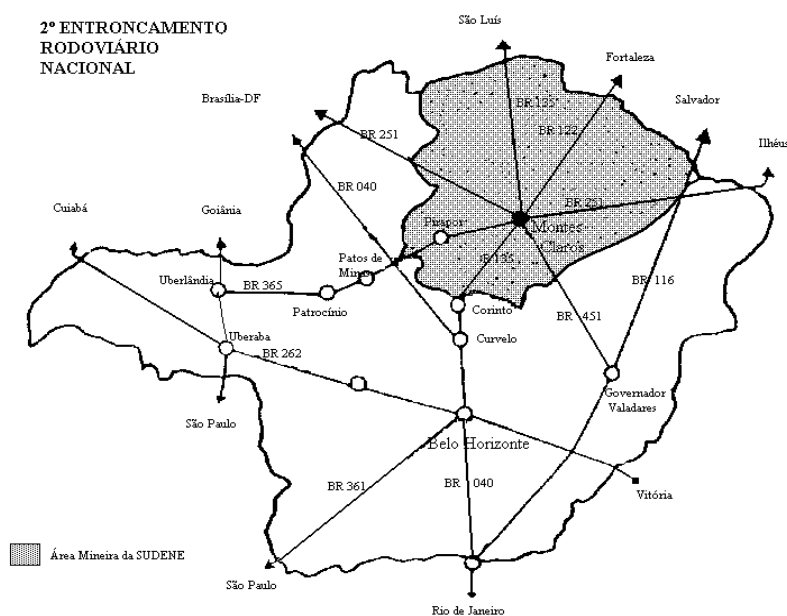 2º ENTRONCAMENTO
RODOVIÁRIO
NACIONAL
São Luís
Fortaleza
Salvador
Ilhéus
Brasília-DF
BR 135
BR 122
BR 251
BR 251
BR 040
Cuiabá
Goiânia
Pirapor
Montes
Claros
Patos de
Minas
BR 135
Uberlândia
BR 365
Patrocínio
Corinto
BR 451
BR 116
Curvelo
Uberaba
BR 262
Governador
Valadares
São Paulo
Belo Horizonte
BR 361
BR 040
Vitória
Área Mineira da SUDENE
São Paulo
Rio de Janeiro